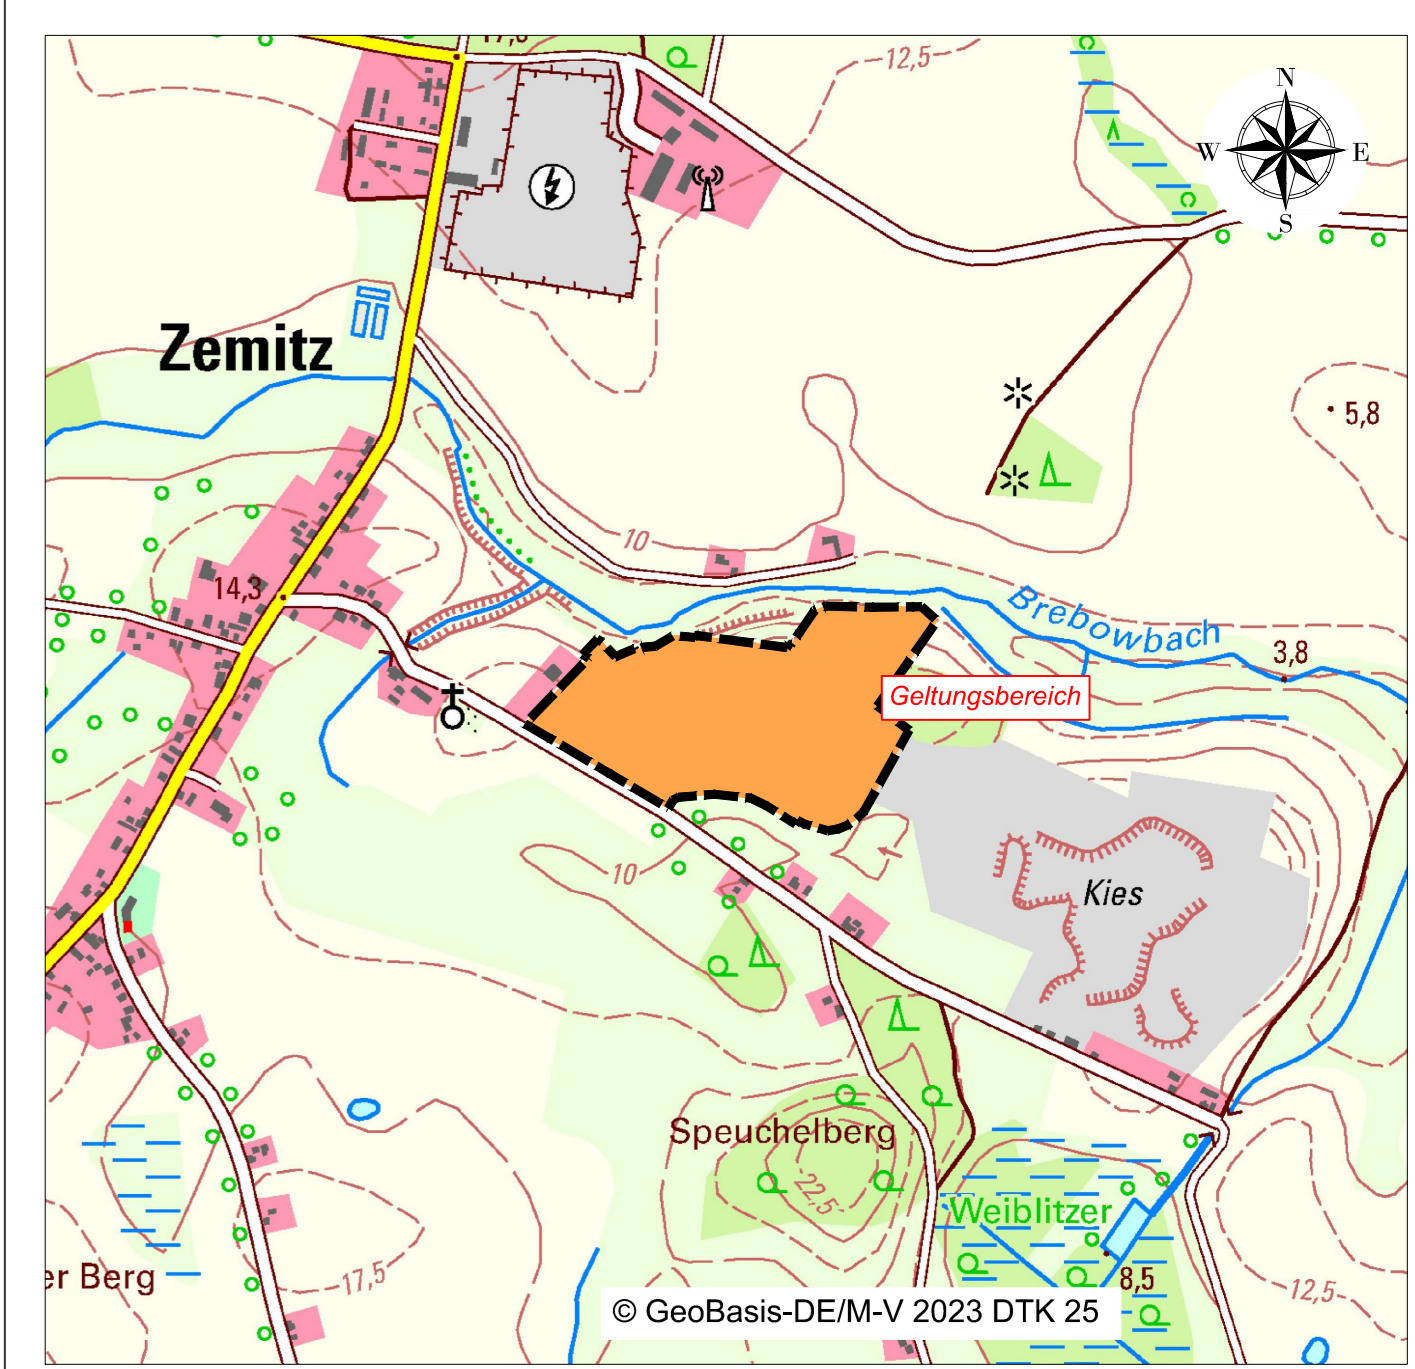 12,5
N
W
E
S
Zemitz
5,8
10
14,3
Brebowbach
3,8
Geltungsbereich
10
Kies
Speuchelberg
22,5
Weiblitzer
er Berg
17,5
8,5
12,5
© GeoBasis-DE/M-V 2023 DTK 25